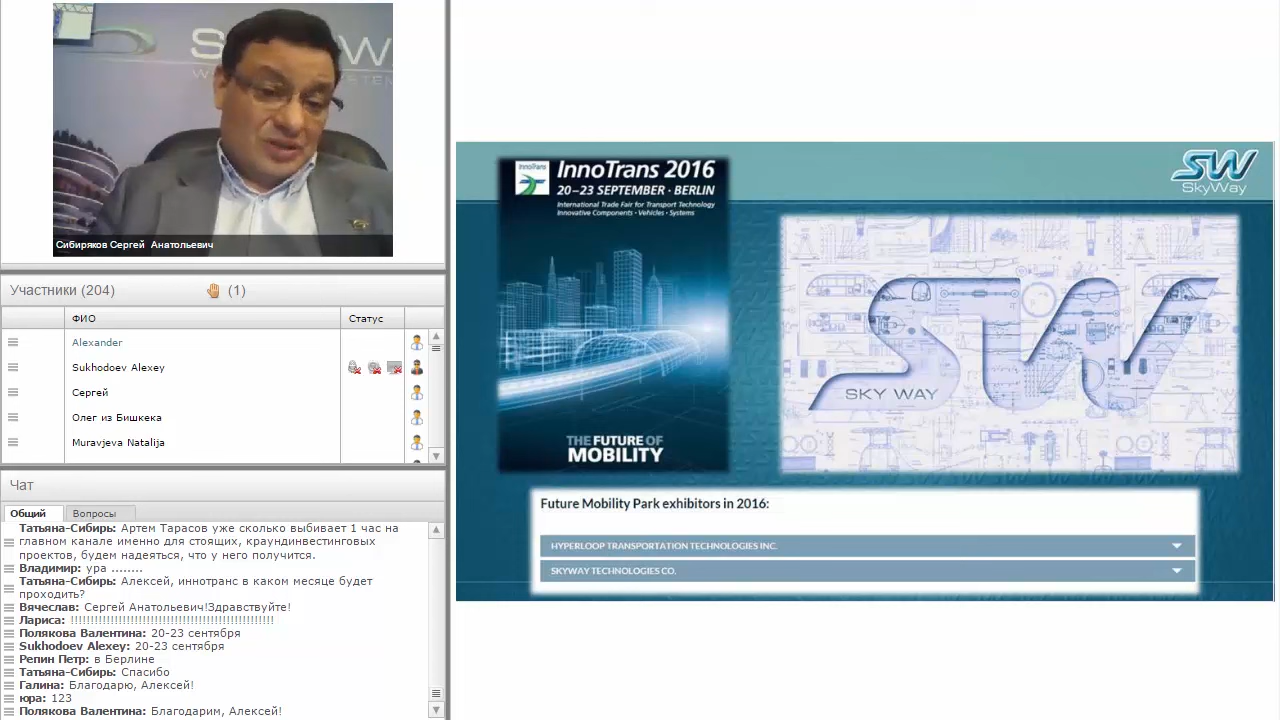 Сибиряков Сергей Анатольевич
Участники (204)
(1)
ФИО
Статус
Alexander
Sukhodoev Alexey
Сергей
Олег из Бишкека
Muravjeva Natalija
Чат
Общий
Вопросы
Татьяна-Сибирь: Артем Тарасов уже сколько выбивает 1 час на
главном канале именно для стоящих, краундинвестинговых
проектов, будем надеяться, что у него получится.
Владимир: ура ........
Татьяна-Сибирь: Алексей, иннотранс в каком месяце будет
проходить?
Вячеслав: Сергей Анатольевич!Здравствуйте!
Лариса: !!!!!!!!!!!!!!!!!!!!!!!!!!!!!!!!!!!!!!!!!!!!!!!!!!!
Полякова Валентина: 20-23 сентября
Sukhodoev Alexey: 20-23 сентября
Репин Петр: в Берлине
Татьяна-Сибирь: Спасибо
Галина: Благодарю, Алексей!
юра: 123
Полякова Валентина: Благодарим, Алексей!
InnoTrans
InnoTrans 2016
20–23 SEPTEMBER · BERLIN
International Trade Fair for Transport Technology
Innovative Components · Vehicles · Systems
THE FUTURE OF
MOBILITY
SW
SkyWay
SW
SKY WAY
Future Mobility Park exhibitors in 2016:
HYPERLOOP TRANSPORTATION TECHNOLOGIES INC.
SKYWAY TECHNOLOGIES CO.